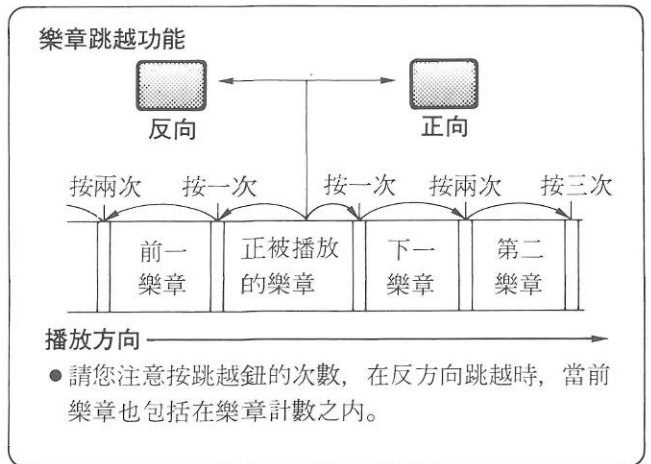 樂章跳越功能
反向 正向
按兩次 按一次 按一次 按兩次 按三次
前一 正被播放 下一 第二
樂章 的樂章 樂章 樂章
播放方向
●請您注意按跳越鈕的次數，在反方向跳越時，當前
樂章也包括在樂章計數之内。